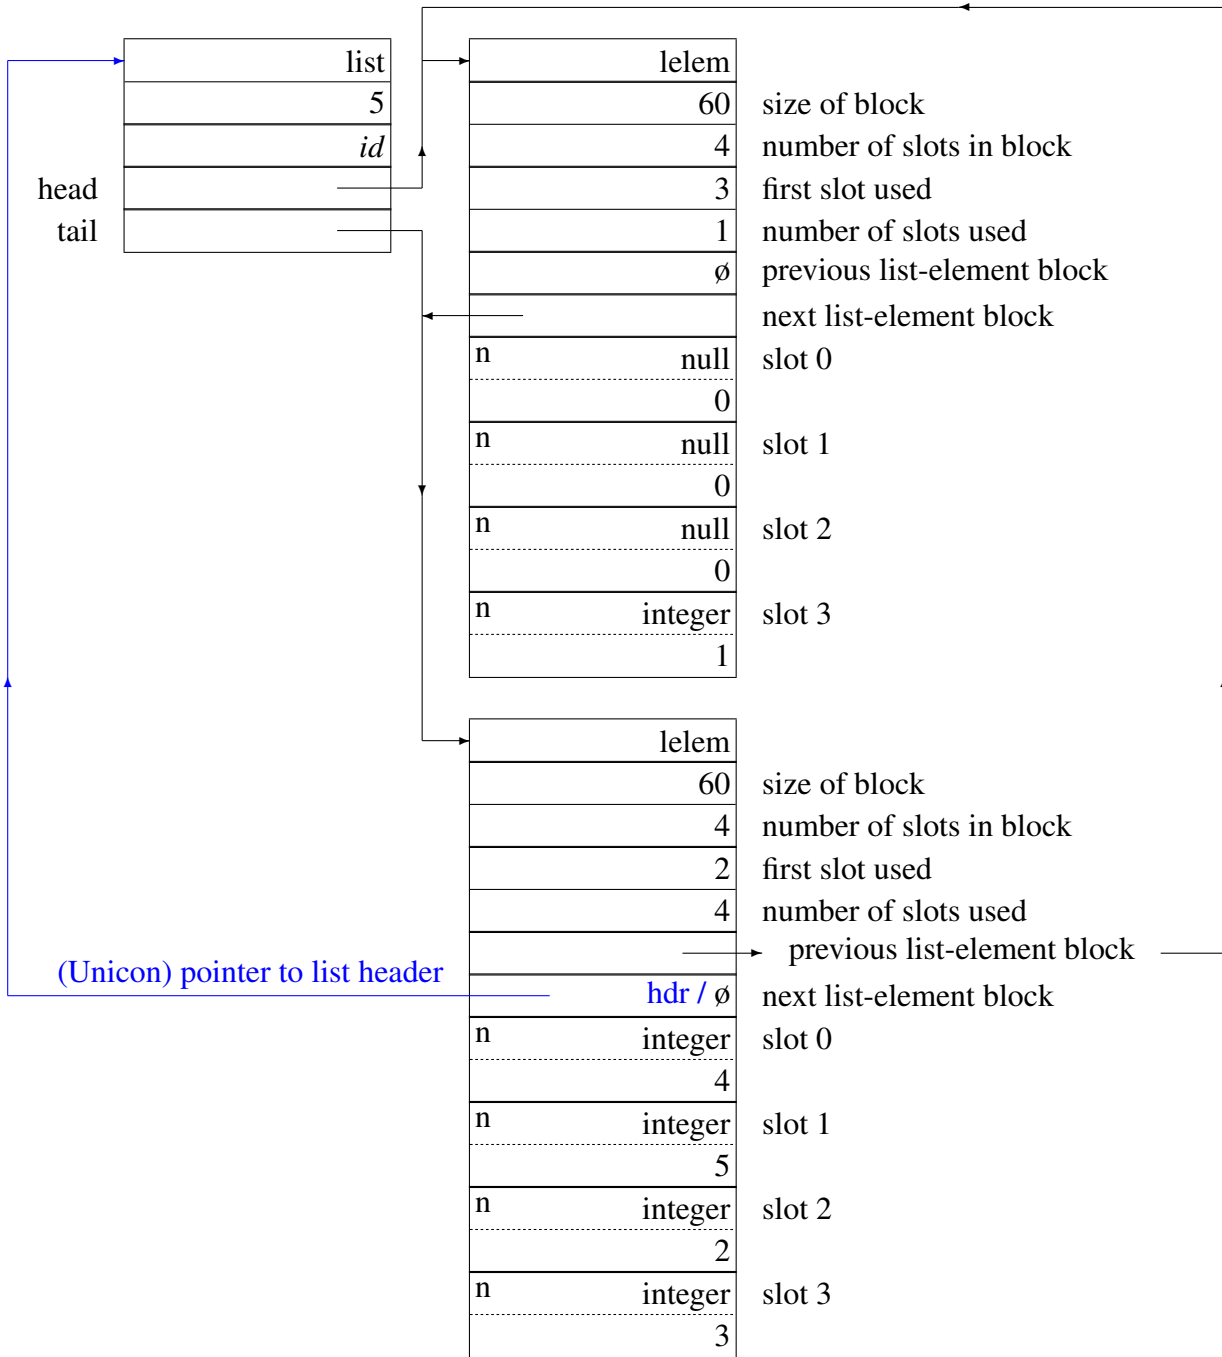 list
5
id
head
tail
lelem
60 size of block
4 number of slots in block
3 first slot used
1 number of slots used
ø previous list-element block
next list-element block
n null slot 0
0
n null slot 1
0
n null slot 2
0
n integer slot 3
1
lelem
60 size of block
4 number of slots in block
2 first slot used
4 number of slots used
previous list-element block
(Unicon) pointer to list header
hdr / ø next list-element block
n integer slot 0
4
n integer slot 1
5
n integer slot 2
2
n integer slot 3
3